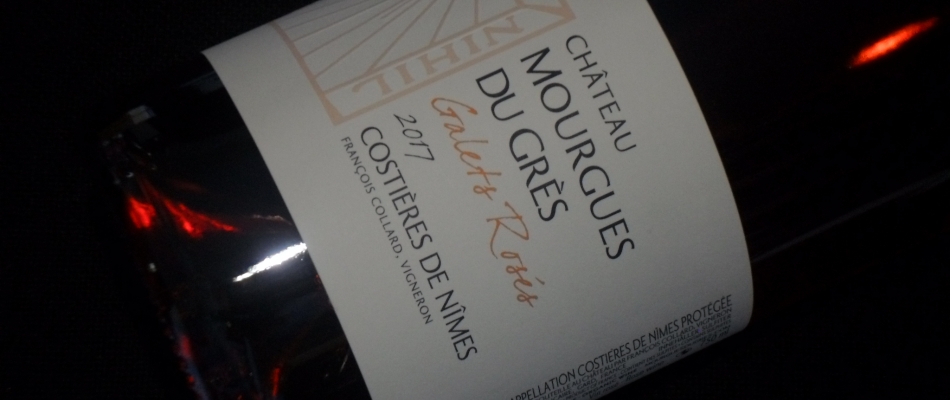 NIHIL
CHÂTEAU
MOURGUES
DU GRÈS
Galets Rosés
2017
COSTIÈRES DE NÎMES
FRANÇOIS COLLARD, VIGNERON
APPELLATION COSTIÈRES DE NÎMES PROTÉGÉE